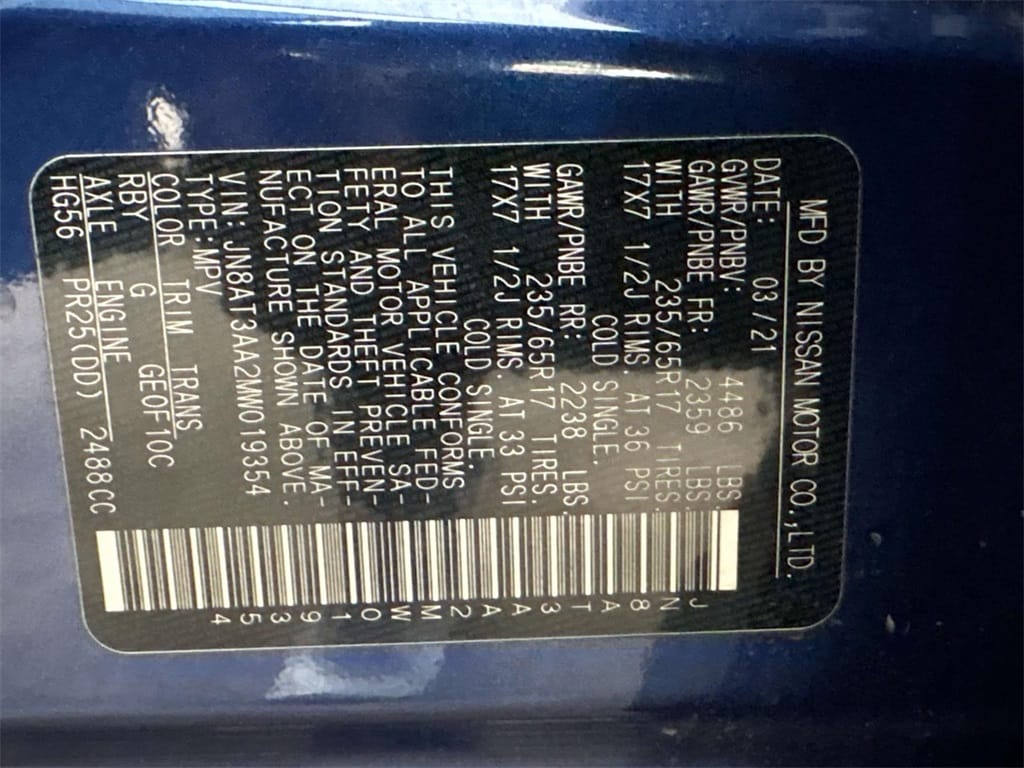 MFD BY NISSAN MOTOR CO.,LTD.
DATE: 03/21
GVWR/PNBV: 4486 LBS.
GAWR/PNBE FR: 2359 LBS.
WITH 235/65R17 TIRES.
17X7 1/2J RIMS. AT 36 PSI
COLD SINGLE.
GAWR/PNBE RR: 2238 LBS.
WITH 235/65R17 TIRES.
17X7 1/2J RIMS. AT 33 PSI
COLD SINGLE.
THIS VEHICLE CONFORMS
TO ALL APPLICABLE FED-
ERAL MOTOR VEHICLE SA-
FETY AND THEFT PREVEN-
TION STANDARDS IN EFF-
ECT ON THE DATE OF MA-
NUFACTURE SHOWN ABOVE.
VIN: JN8AT3AA2MW019354
TYPE:MPV
COLOR TRIM TRANS
RBY G GEOF10C
AXLE ENGINE
HG56 PR25(DD) 2488CC
JN8AT3AA2MW019354